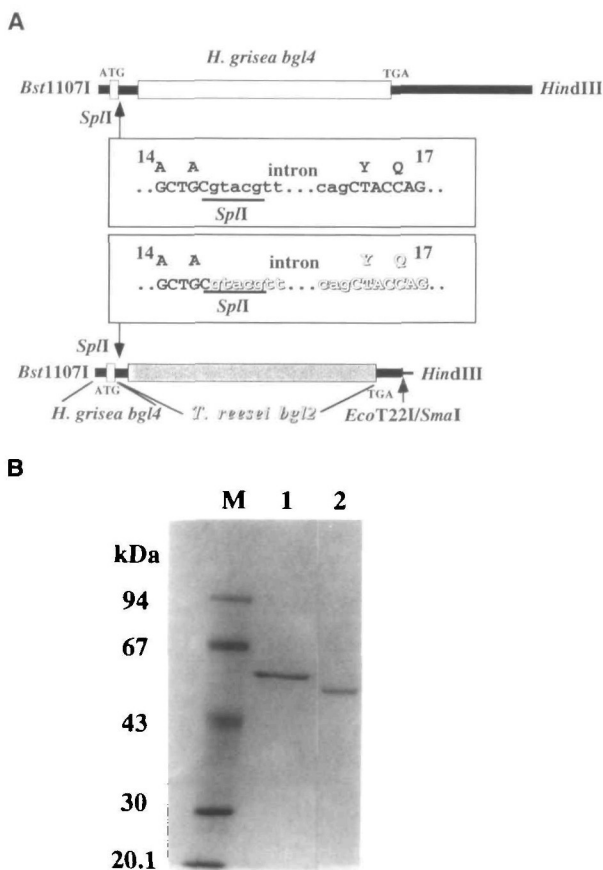 A
H. grisea bgl4
ATG
TGA
Bst1107I
HindIII
SplI
14 A A intron Y Q 17
..GCTGCgtacgtt...cagCTACCAG..
SplI
14 A A intron Y Q 17
..GCTGCgtacgtt...cagCTACCAG..
SplI
SplI
Bst1107I
HindIII
ATG
TGA
H. grisea bgl4
T. reesei bgl2
EcoT22I/SmaI
B
M 1 2
kDa
94
67
43
30
20.1